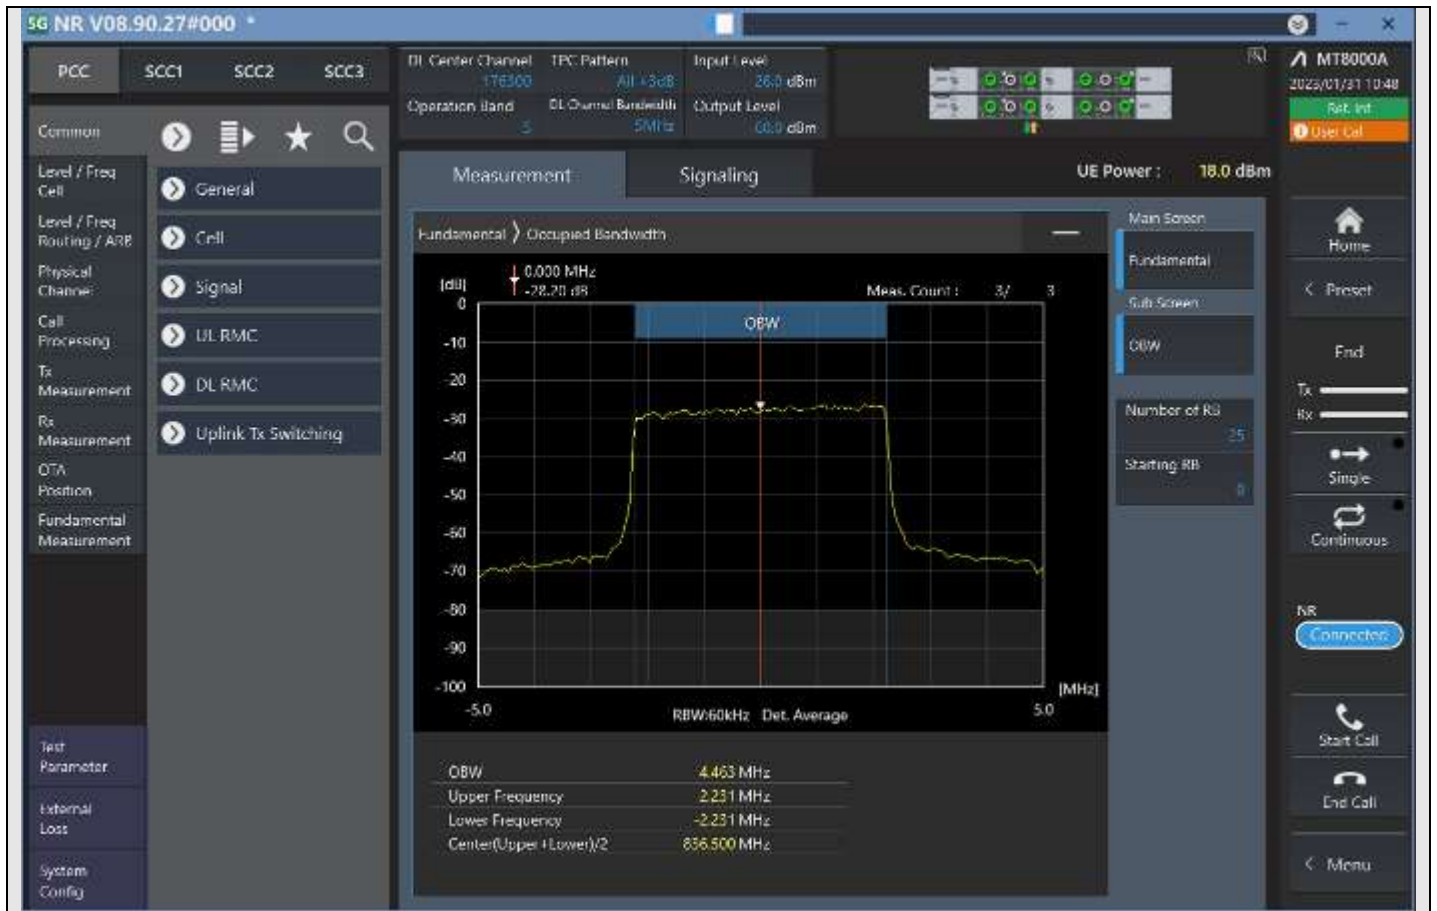 5G NR V08.90.27#000 *
PCC SCC1 SCC2 SCC3
DL Center Channel
176300
TPC Pattern
All +3dB
Input Level
26.0 dBm
Operation Band
5
DL Channel Bandwidth
5MHz
Output Level
-60.0 dBm
MT8000A
2023/01/31 10:48
Ref. Int
User Cal
Common
Level / Freq
Cell
Level / Freq
Routing / ARB
Physical
Channel
Call
Processing
Tx
Measurement
Rx
Measurement
OTA
Position
Fundamental
Measurement
Test
Parameter
External
Loss
System
Config
General
Cell
Signal
UL RMC
DL RMC
Uplink Tx Switching
Measurement Signaling
UE Power : 18.0 dBm
Fundamental ⟩ Occupied Bandwidth
[dB]
0.000 MHz
-28.20 dB
Meas. Count : 3/ 3
OBW
0
-10
-20
-30
-40
-50
-60
-70
-80
-90
-100
[MHz]
-5.0 RBW:60kHz Det. Average 5.0
OBW 4.463 MHz
Upper Frequency 2.231 MHz
Lower Frequency -2.231 MHz
Center(Upper+Lower)/2 836.500 MHz
Main Screen
Fundamental
Sub Screen
OBW
Number of RB
25
Starting RB
0
Home
< Preset
End
Tx
Rx
Single
Continuous
NR
Connected
Start Call
End Call
< Menu